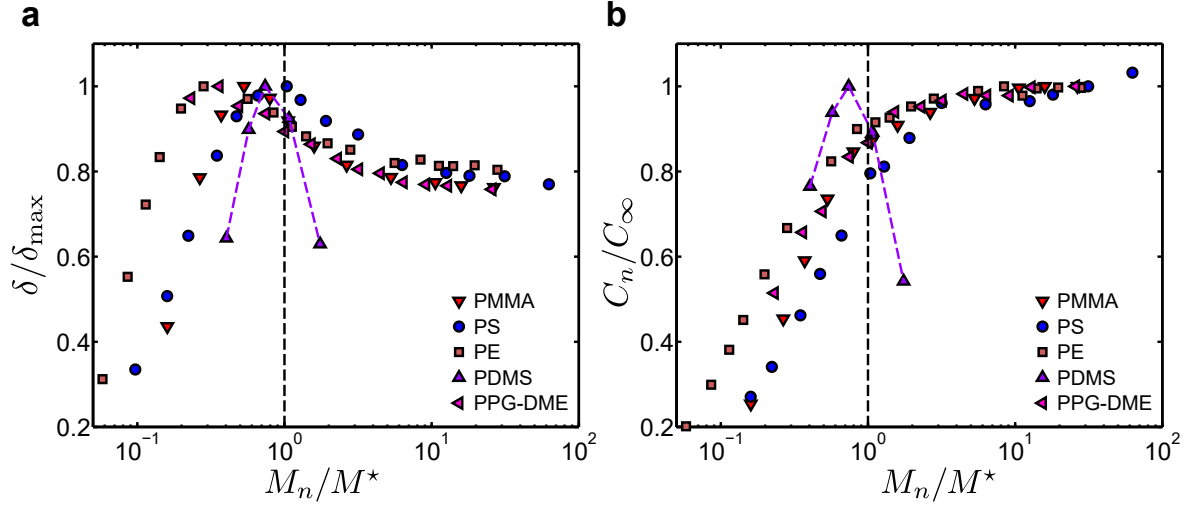 a
δ/δmax
1
0.8
0.6
0.4
0.2
10⁻¹
10⁰
10¹
10²
Mn/M⋆
PMMA
PS
PE
PDMS
PPG-DME
b
Cn/C∞
1
0.8
0.6
0.4
0.2
10⁻¹
10⁰
10¹
10²
Mn/M⋆
PMMA
PS
PE
PDMS
PPG-DME